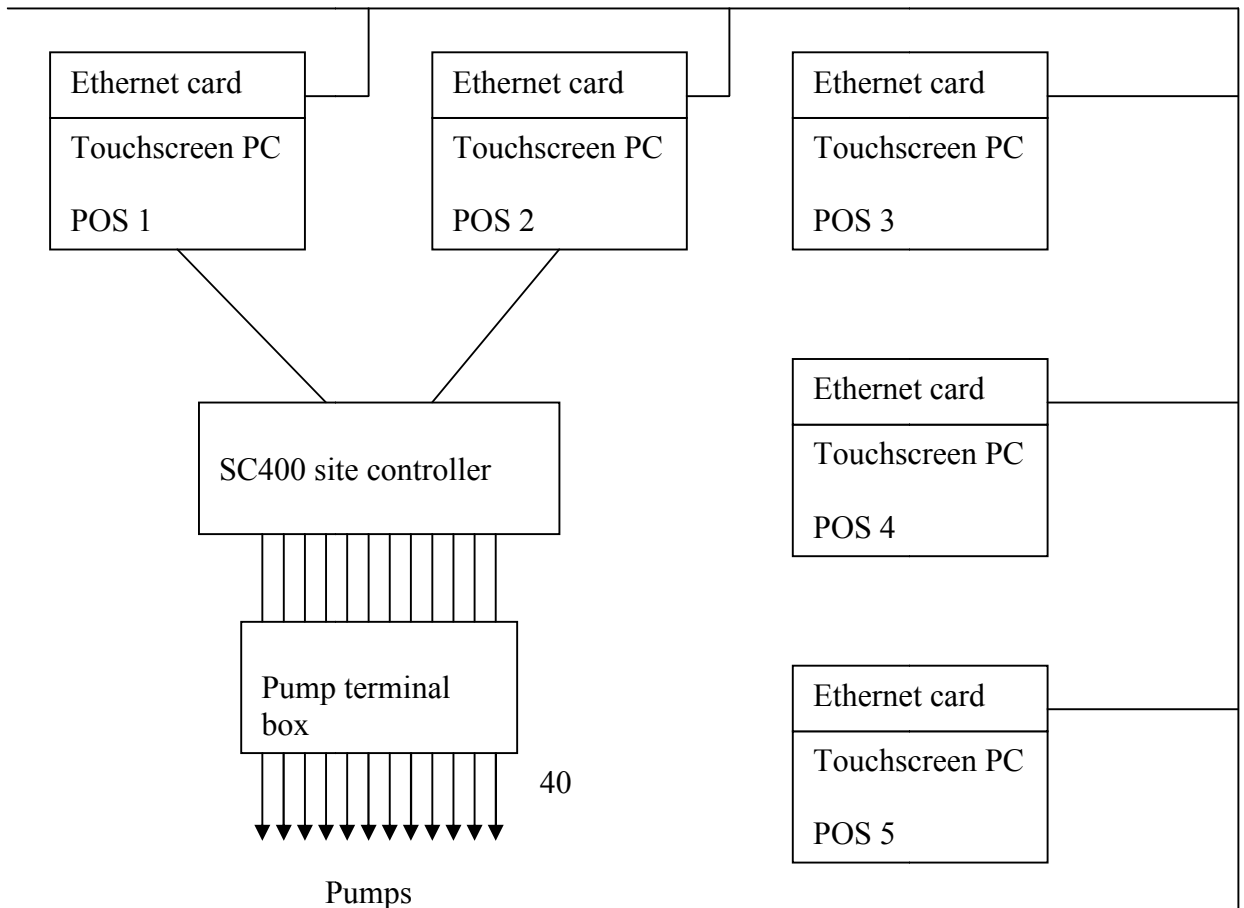 Ethernet card
Touchscreen PC
POS 1
Ethernet card
Touchscreen PC
POS 2
Ethernet card
Touchscreen PC
POS 3
SC400 site controller
Ethernet card
Touchscreen PC
POS 4
Pump terminal
box
40
Pumps
Ethernet card
Touchscreen PC
POS 5